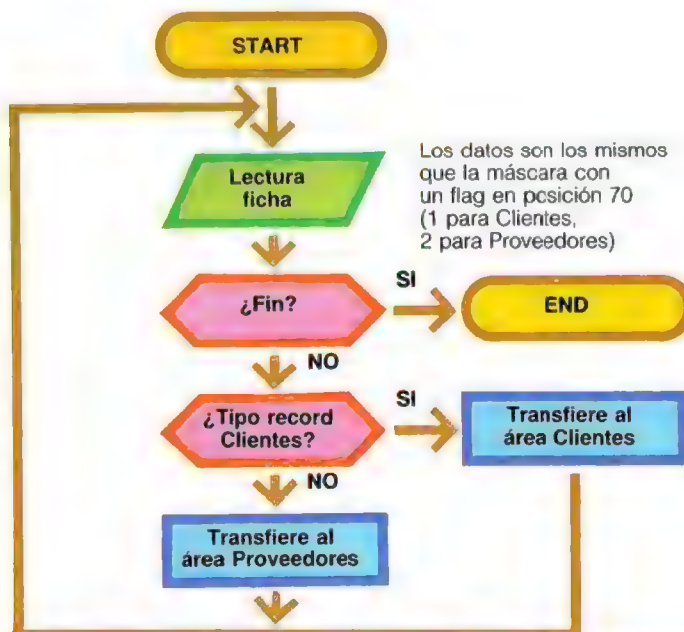 START
Lectura
ficha
Los datos son los mismos
que la máscara con
un flag en posición 70
(1 para Clientes,
2 para Proveedores)
¿Fin?
SI
END
NO
¿Tipo record
Clientes?
SI
Transfiere al
área Clientes
NO
Transfiere al
área Proveedores